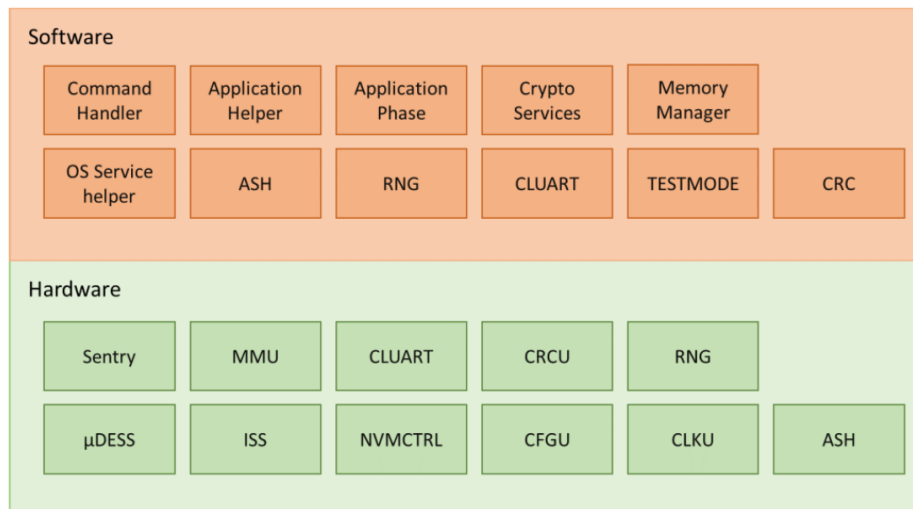 Software
Command
Handler
Application
Helper
Application
Phase
Crypto
Services
Memory
Manager
OS Service
helper
ASH
RNG
CLUART
TESTMODE
CRC
Hardware
Sentry
MMU
CLUART
CRCU
RNG
µDESS
ISS
NVMCTRL
CFGU
CLKU
ASH